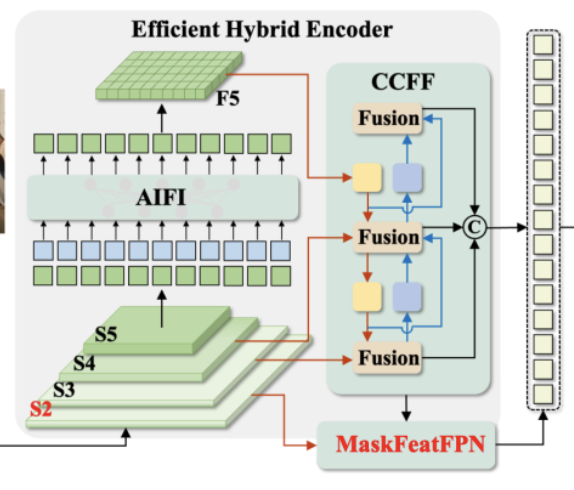 Efficient Hybrid Encoder
F5
CCFF
Fusion
AIFI
Fusion
C
S5
S4
S3
S2
Fusion
MaskFeatFPN